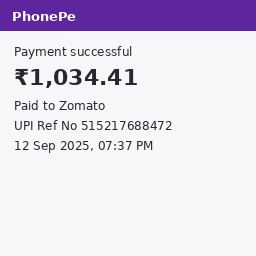 PhonePe
Payment successful
₹1,034.41
Paid to Zomato
UPI Ref No 515217688472
12 Sep 2025, 07:37 PM